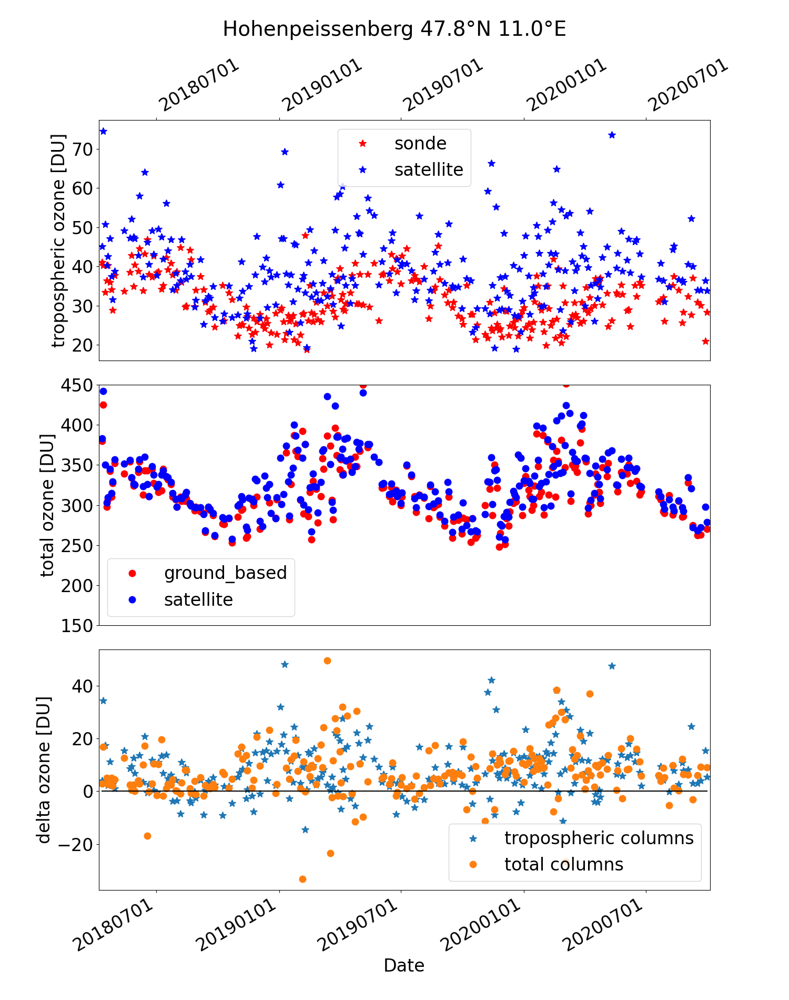 Hohenpeissenberg 47.8°N 11.0°E
20180701
20190101
20190701
20200101
20200701
tropospheric ozone [DU]
70
60
50
40
30
20
sonde
satellite
total ozone [DU]
450
400
350
300
250
200
150
ground_based
satellite
delta ozone [DU]
40
20
0
−20
tropospheric columns
total columns
20180701
20190101
20190701
20200101
20200701
Date